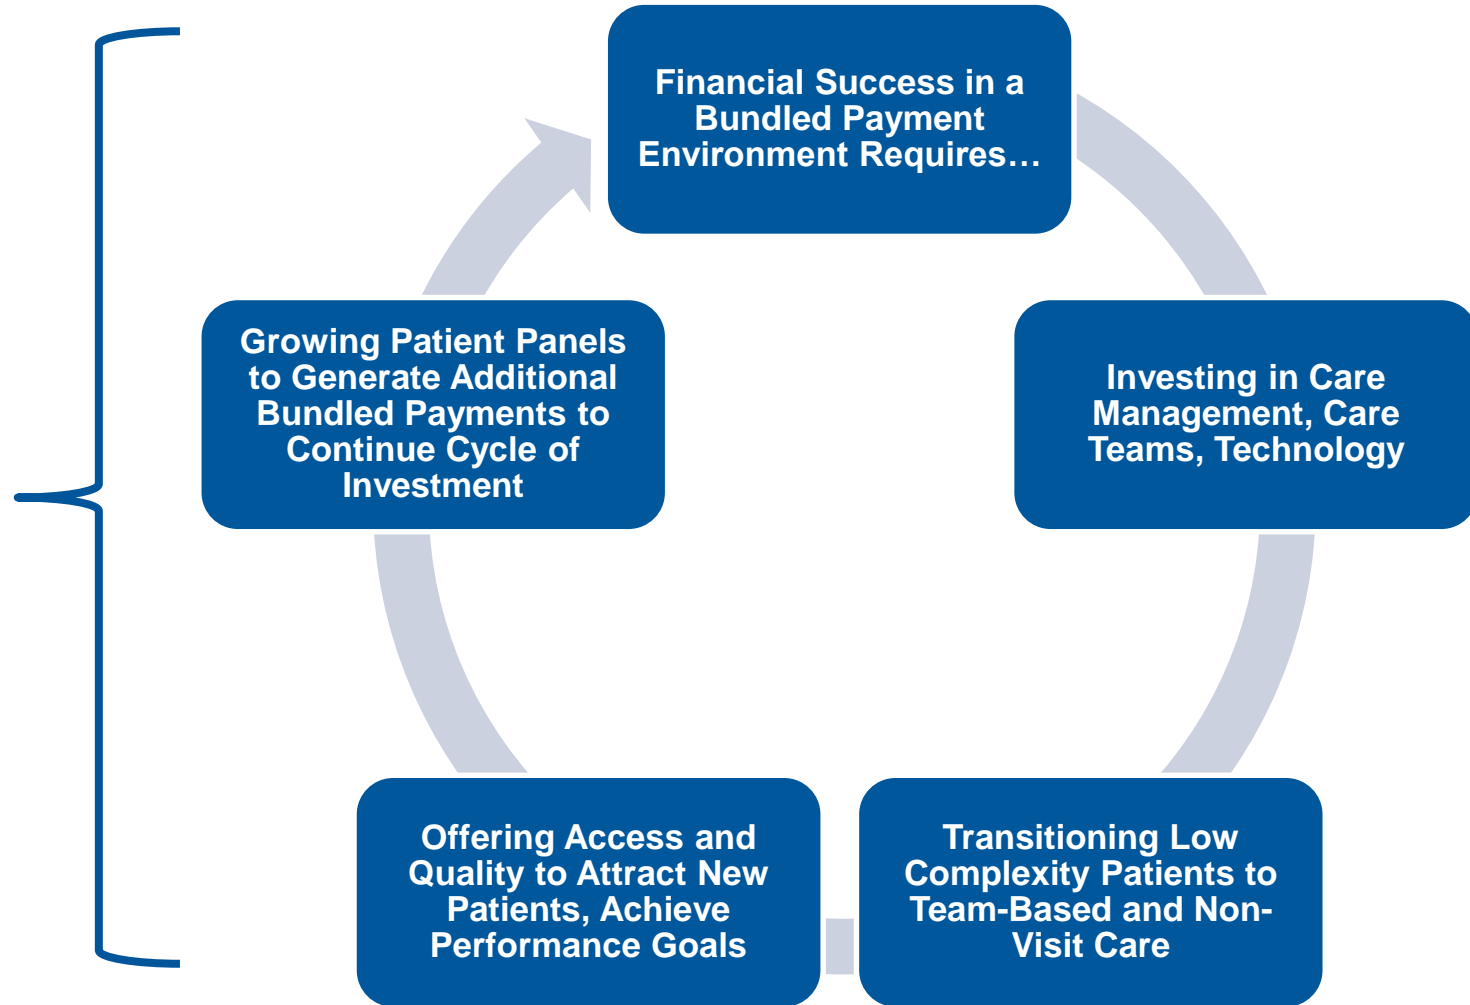 Financial Success in a
Bundled Payment
Environment Requires…
Investing in Care
Management, Care
Teams, Technology
Transitioning Low
Complexity Patients to
Team-Based and Non-
Visit Care
Offering Access and
Quality to Attract New
Patients, Achieve
Performance Goals
Growing Patient Panels
to Generate Additional
Bundled Payments to
Continue Cycle of
Investment